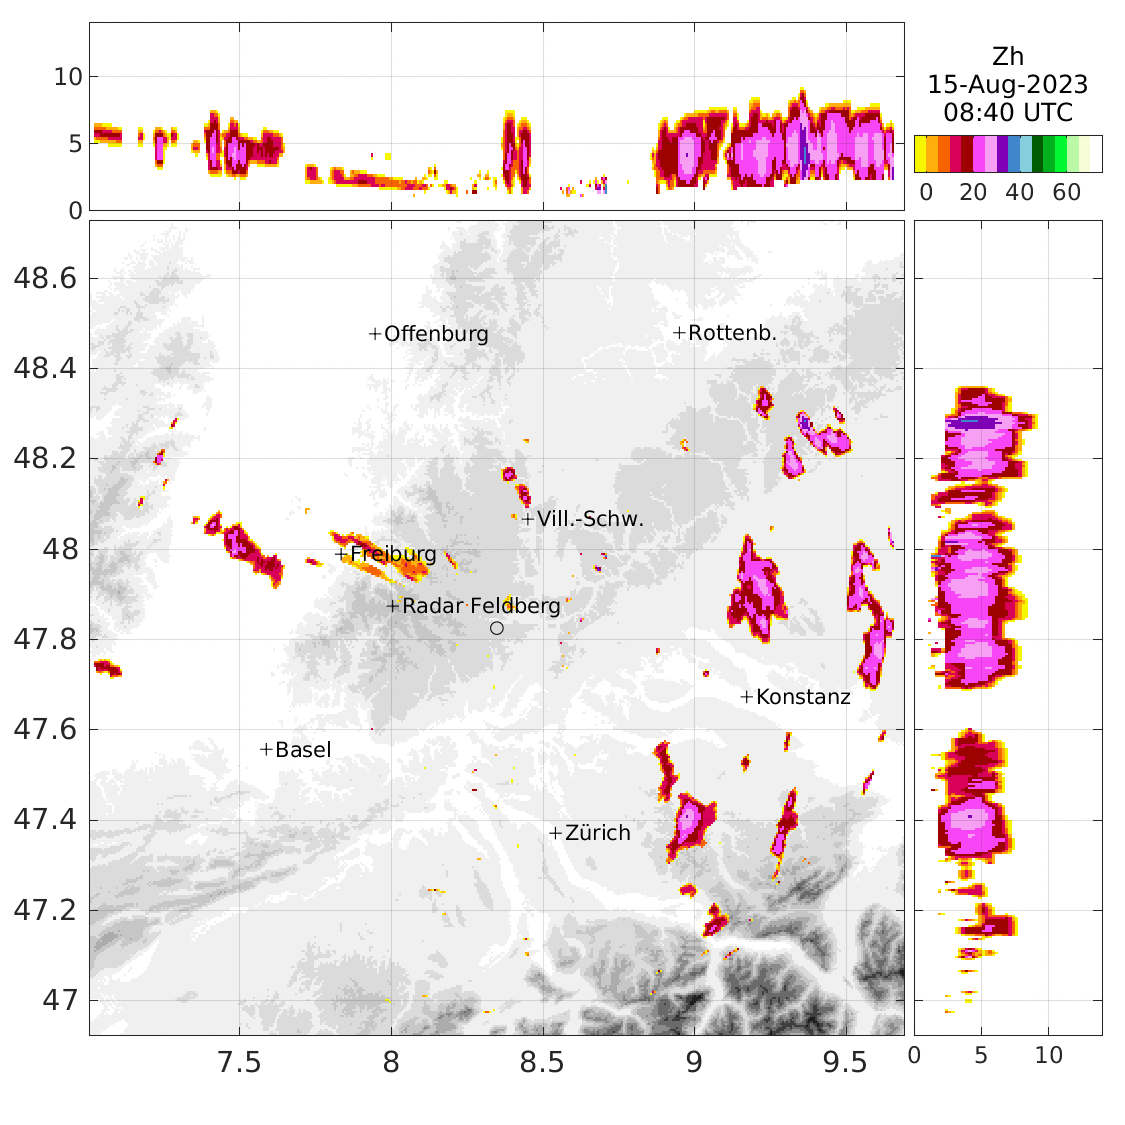 Zh
15-Aug-2023
08:40 UTC
0 20 40 60
10
5
0
48.6
48.4
48.2
48
47.8
47.6
47.4
47.2
47
Offenburg
Rottenb.
Vill.-Schw.
Freiburg
Radar Feldberg
Konstanz
Basel
Zürich
7.5 8 8.5 9 9.5
0 5 10